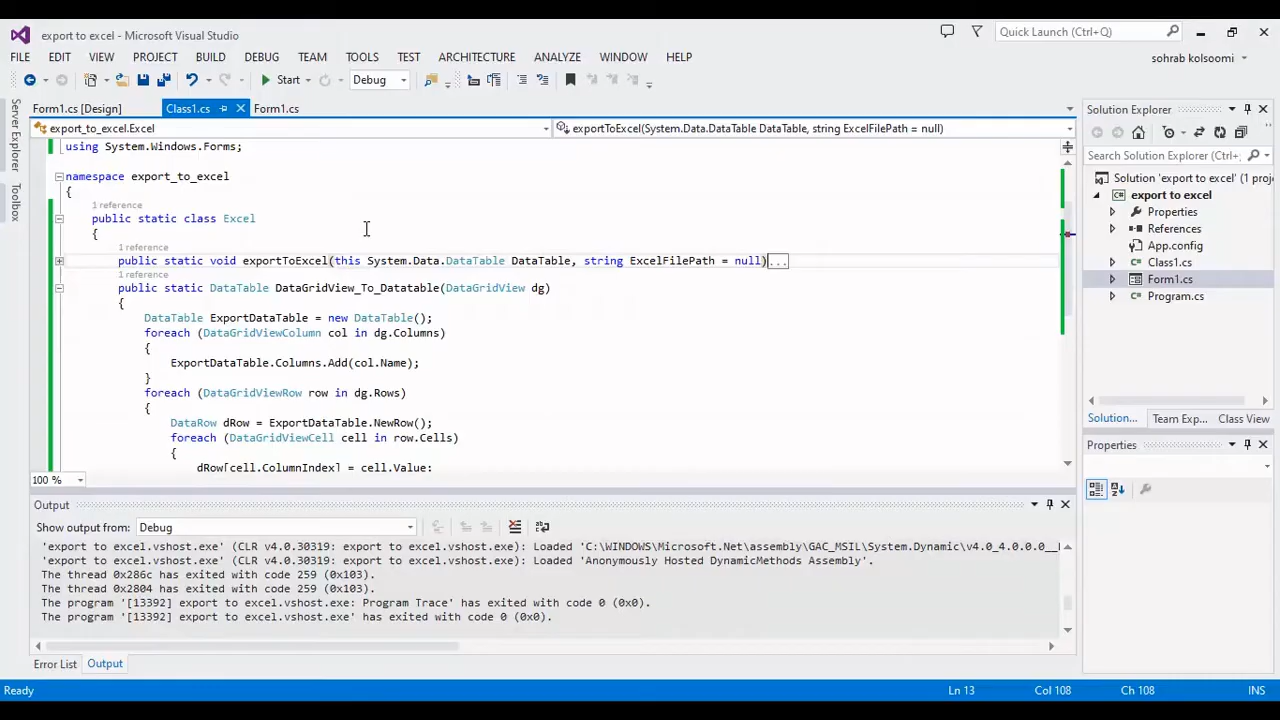 export to excel - Microsoft Visual Studio
Quick Launch (Ctrl+Q)
FILE EDIT VIEW PROJECT BUILD DEBUG TEAM TOOLS TEST ARCHITECTURE ANALYZE WINDOW HELP
sohrab kolsoomi
Start
Debug
Server Explorer
Toolbox
Form1.cs [Design] Class1.cs Form1.cs
export_to_excel.Excel
exportToExcel(System.Data.DataTable DataTable, string ExcelFilePath = null)
using System.Windows.Forms;
namespace export_to_excel
{
1 reference
public static class Excel
{
1 reference
public static void exportToExcel(this System.Data.DataTable DataTable, string ExcelFilePath = null)...
1 reference
public static DataTable DataGridView_To_Datatable(DataGridView dg)
{
DataTable ExportDataTable = new DataTable();
foreach (DataGridViewColumn col in dg.Columns)
{
ExportDataTable.Columns.Add(col.Name);
}
foreach (DataGridViewRow row in dg.Rows)
{
DataRow dRow = ExportDataTable.NewRow();
foreach (DataGridViewCell cell in row.Cells)
{
dRow[cell.ColumnIndex] = cell.Value;
100 %
Output
Show output from: Debug
'export to excel.vshost.exe' (CLR v4.0.30319: export to excel.vshost.exe): Loaded 'C:\WINDOWS\Microsoft.Net\assembly\GAC_MSIL\System.Dynamic\v4.0_4.0.0.0__
'export to excel.vshost.exe' (CLR v4.0.30319: export to excel.vshost.exe): Loaded 'Anonymously Hosted DynamicMethods Assembly'.
The thread 0x286c has exited with code 259 (0x103).
The thread 0x2804 has exited with code 259 (0x103).
The program '[13392] export to excel.vshost.exe: Program Trace' has exited with code 0 (0x0).
The program '[13392] export to excel.vshost.exe' has exited with code 0 (0x0).
Error List Output
Solution Explorer
Search Solution Explorer (Ctrl+;)
Solution 'export to excel' (1 proj
export to excel
Properties
References
App.config
Class1.cs
Form1.cs
Program.cs
Solution... Team Exp... Class View
Properties
Ready
Ln 13
Col 108
Ch 108
INS